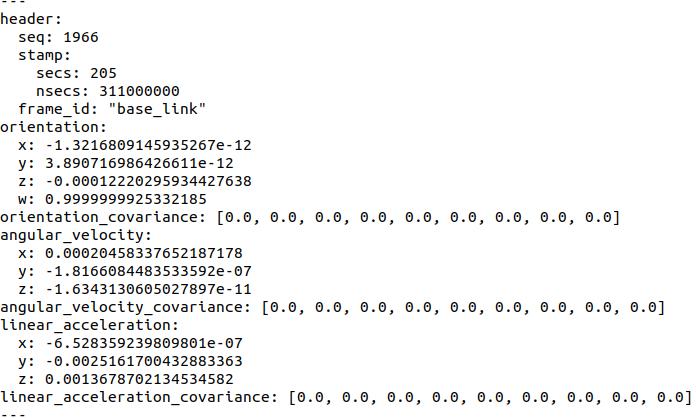 ---
header:
  seq: 1966
  stamp:
    secs: 205
    nsecs: 311000000
  frame_id: "base_link"
orientation:
  x: -1.3216809145935267e-12
  y: 3.890716986426611e-12
  z: -0.00012220295934427638
  w: 0.9999999925332185
orientation_covariance: [0.0, 0.0, 0.0, 0.0, 0.0, 0.0, 0.0, 0.0, 0.0]
angular_velocity:
  x: 0.00020458337652187178
  y: -1.8166084483533592e-07
  z: -1.6343130605027897e-11
angular_velocity_covariance: [0.0, 0.0, 0.0, 0.0, 0.0, 0.0, 0.0, 0.0, 0.0]
linear_acceleration:
  x: -6.528359239809801e-07
  y: -0.0025161700432883363
  z: 0.0013678702134534582
linear_acceleration_covariance: [0.0, 0.0, 0.0, 0.0, 0.0, 0.0, 0.0, 0.0, 0.0]
---